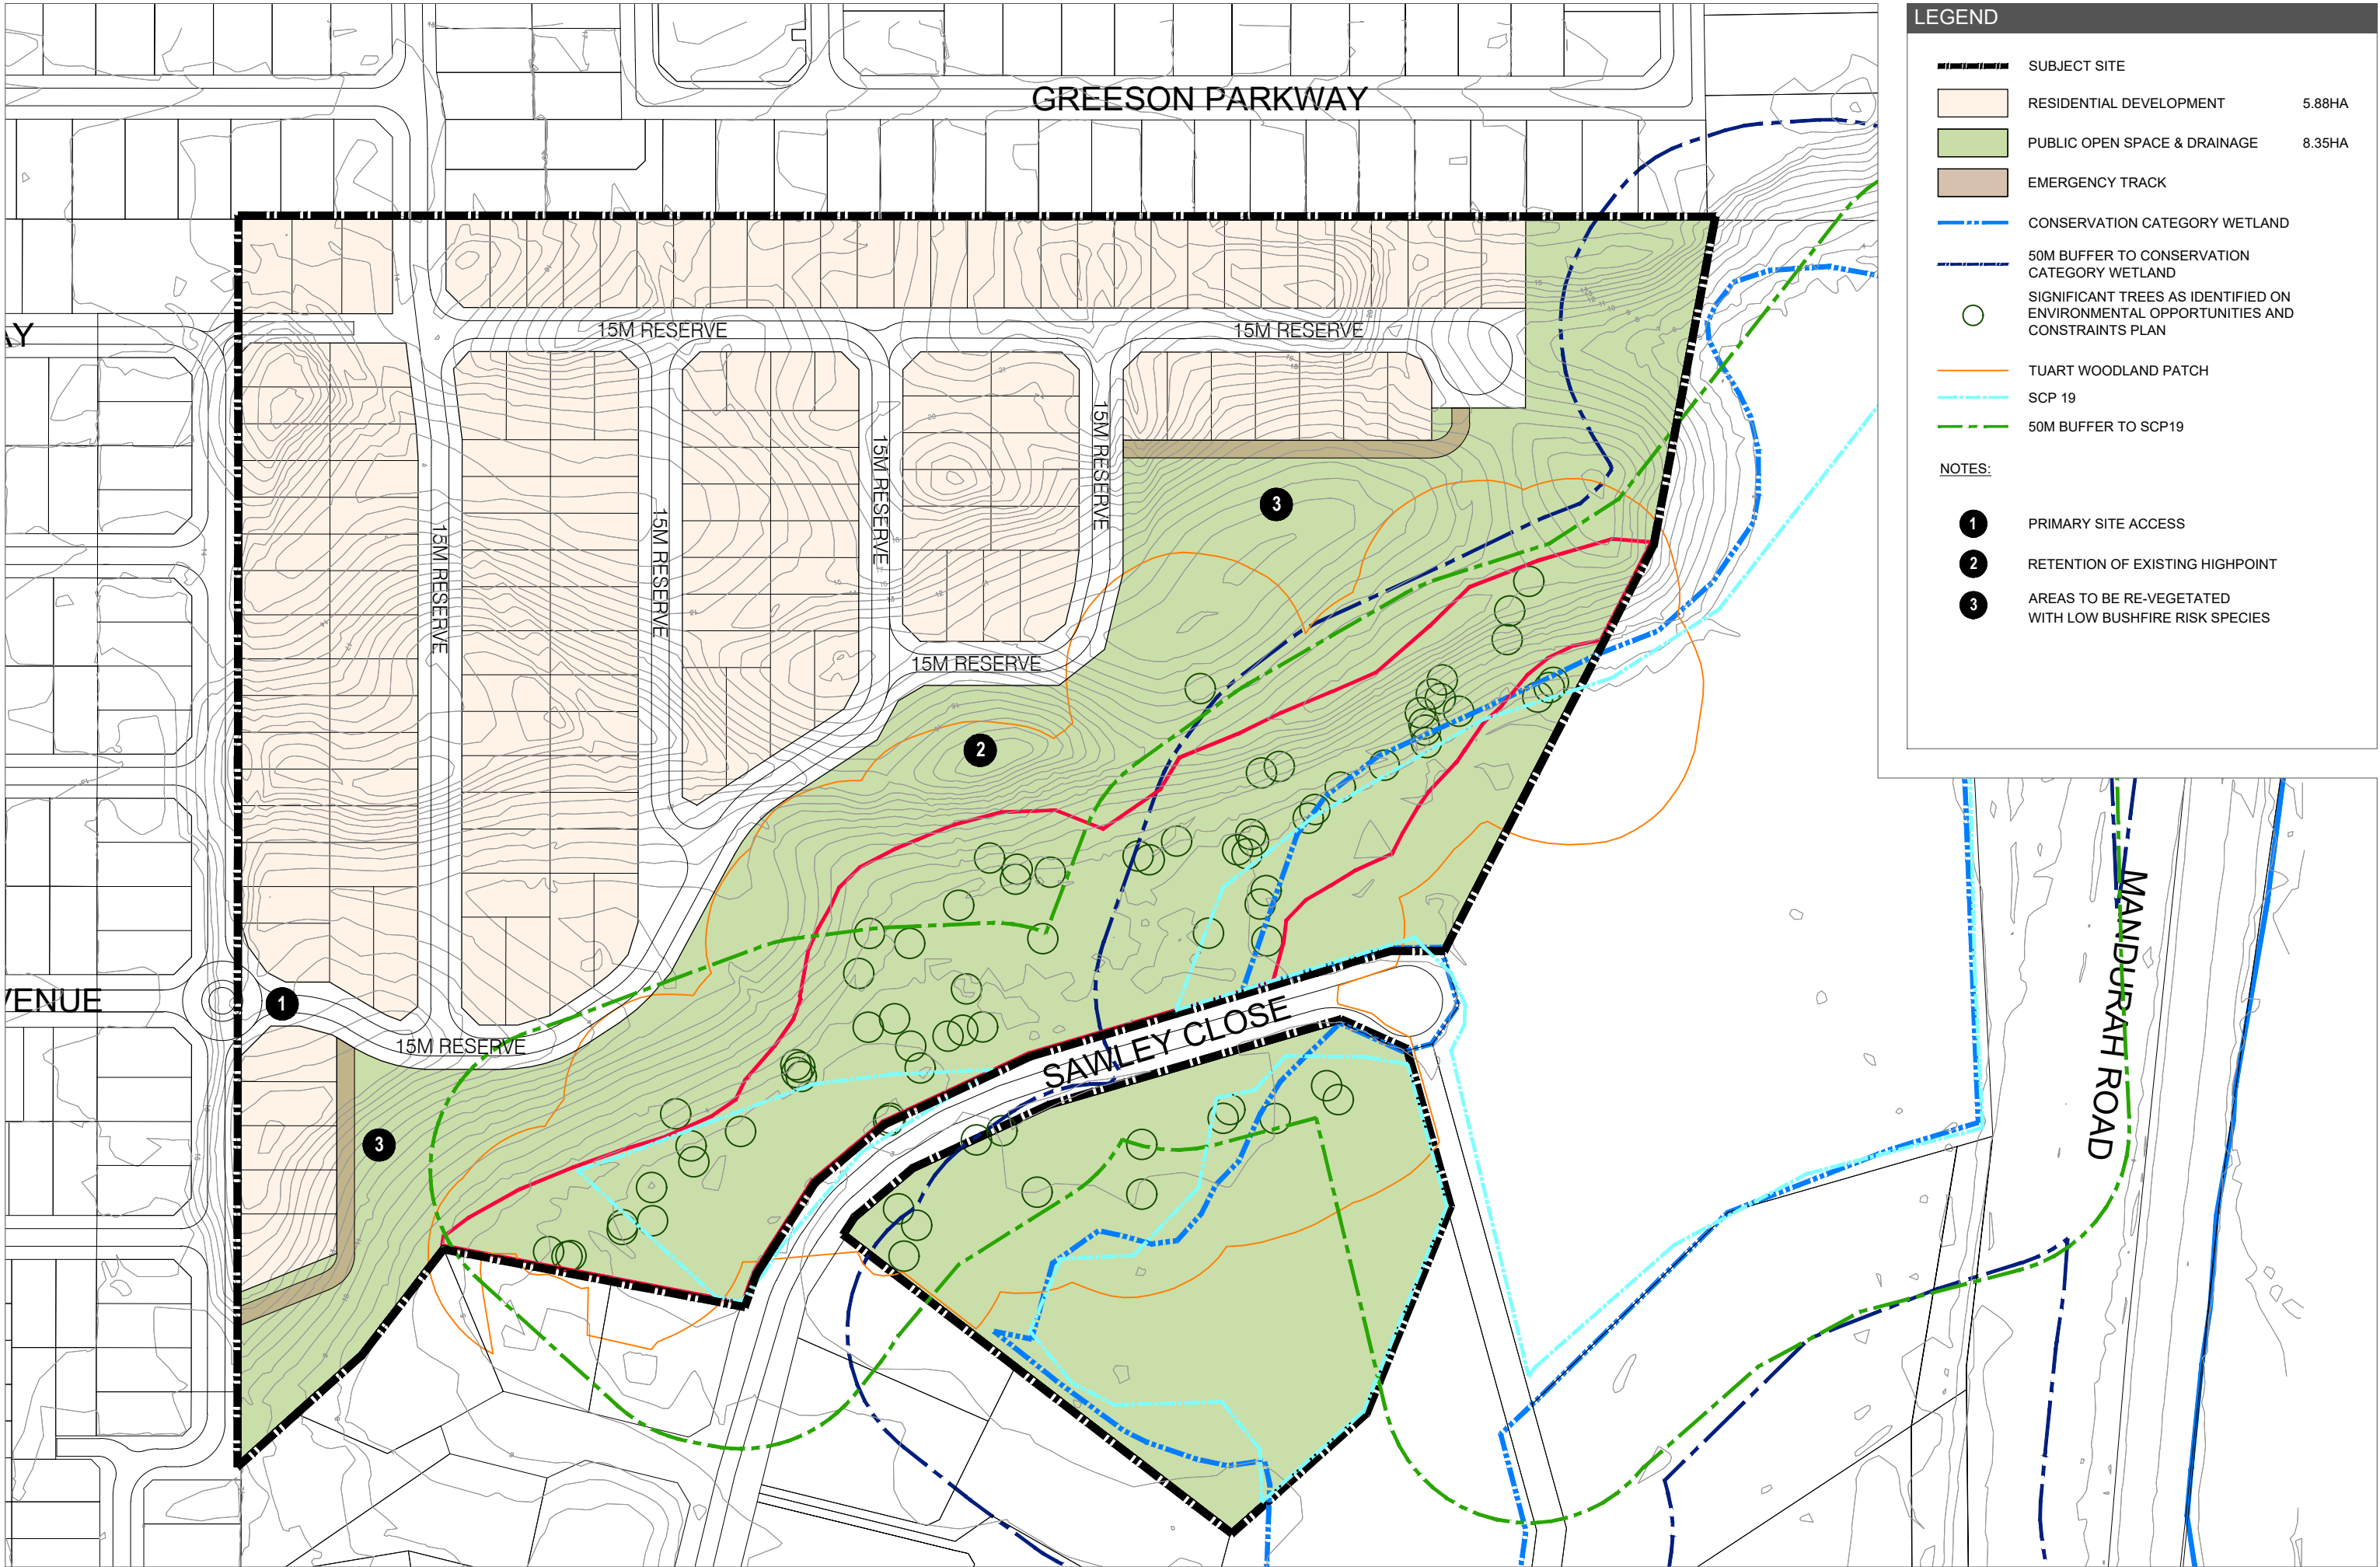 LEGEND
SUBJECT SITE
RESIDENTIAL DEVELOPMENT 5.88HA
PUBLIC OPEN SPACE & DRAINAGE 8.35HA
EMERGENCY TRACK
CONSERVATION CATEGORY WETLAND
50M BUFFER TO CONSERVATION
CATEGORY WETLAND
SIGNIFICANT TREES AS IDENTIFIED ON
ENVIRONMENTAL OPPORTUNITIES AND
CONSTRAINTS PLAN
TUART WOODLAND PATCH
SCP 19
50M BUFFER TO SCP19
NOTES:
1 PRIMARY SITE ACCESS
2 RETENTION OF EXISTING HIGHPOINT
3 AREAS TO BE RE-VEGETATED
WITH LOW BUSHFIRE RISK SPECIES
GREESON PARKWAY
AY
15M RESERVE
15M RESERVE
15M RESERVE
15M RESERVE
15M RESERVE
15M RESERVE
3
15M RESERVE
2
VENUE
1
15M RESERVE
SAWLEY CLOSE
3
MANDURAH ROAD